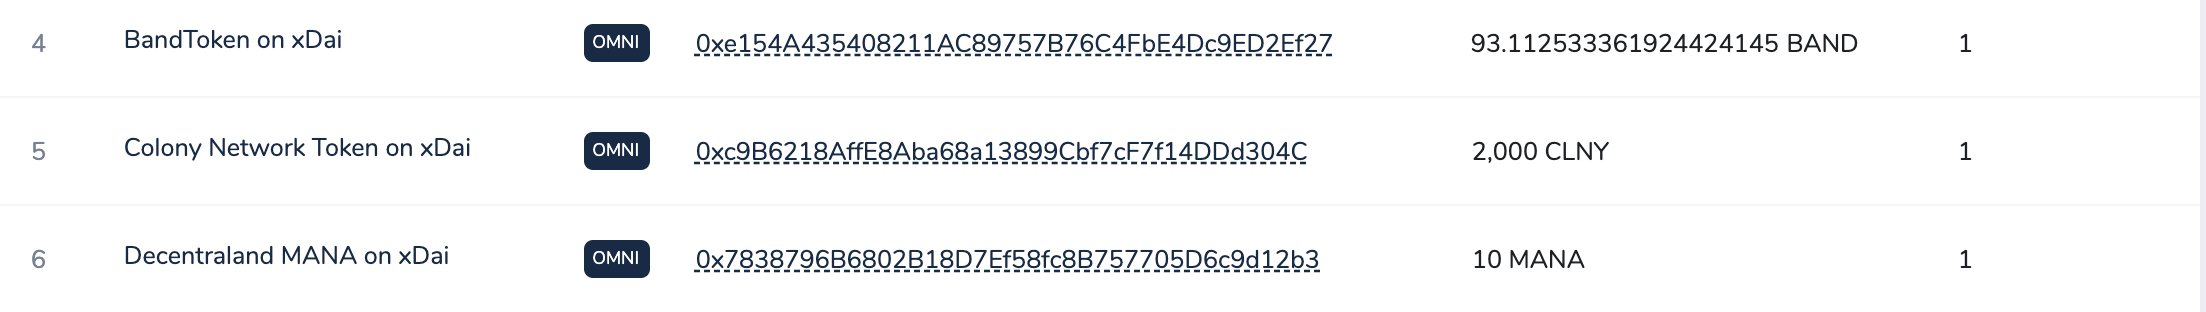 4 BandToken on xDai OMNI 0xe154A435408211AC89757B76C4FbE4Dc9ED2Ef27 93.112533361924424145 BAND 1
5 Colony Network Token on xDai OMNI 0xc9B6218AffE8Aba68a13899Cbf7cF7f14DDd304C 2,000 CLNY 1
6 Decentraland MANA on xDai OMNI 0x7838796B6802B18D7Ef58fc8B757705D6c9d12b3 10 MANA 1